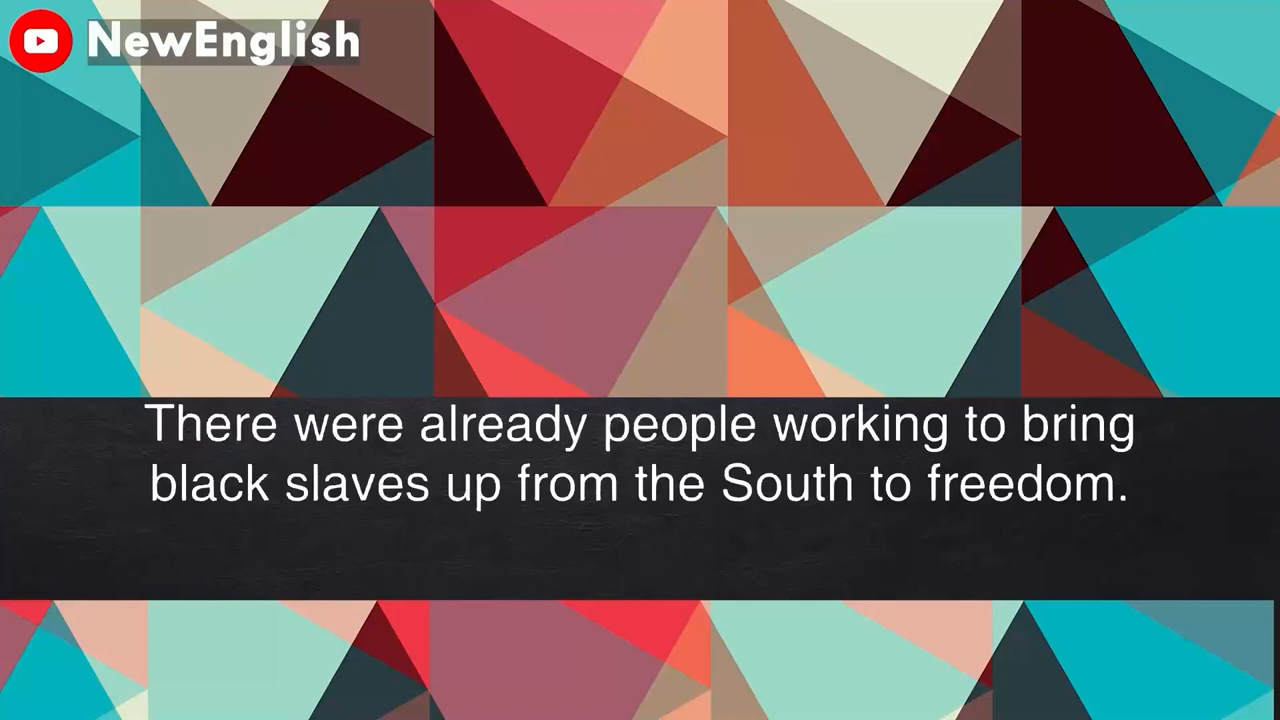 NewEnglish
There were already people working to bring
black slaves up from the South to freedom.